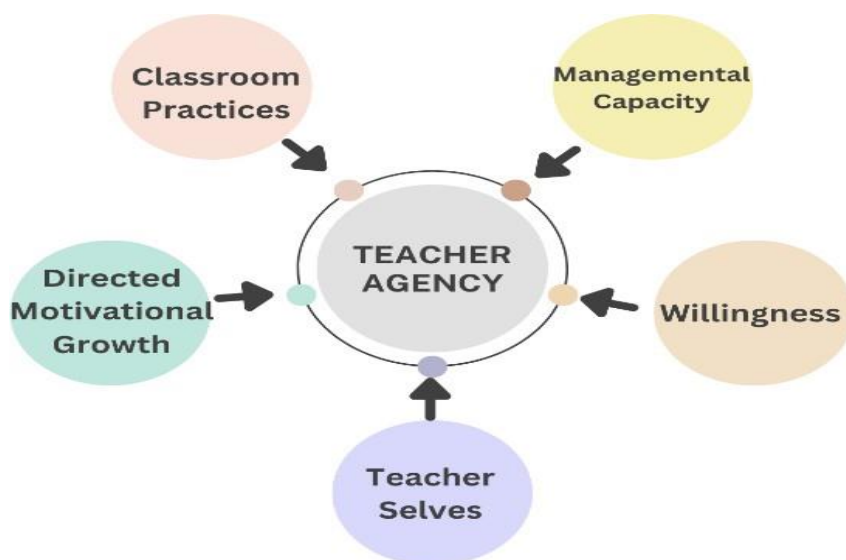 Classroom
Practices
Managemental
Capacity
TEACHER
AGENCY
Directed
Motivational
Growth
Willingness
Teacher
Selves